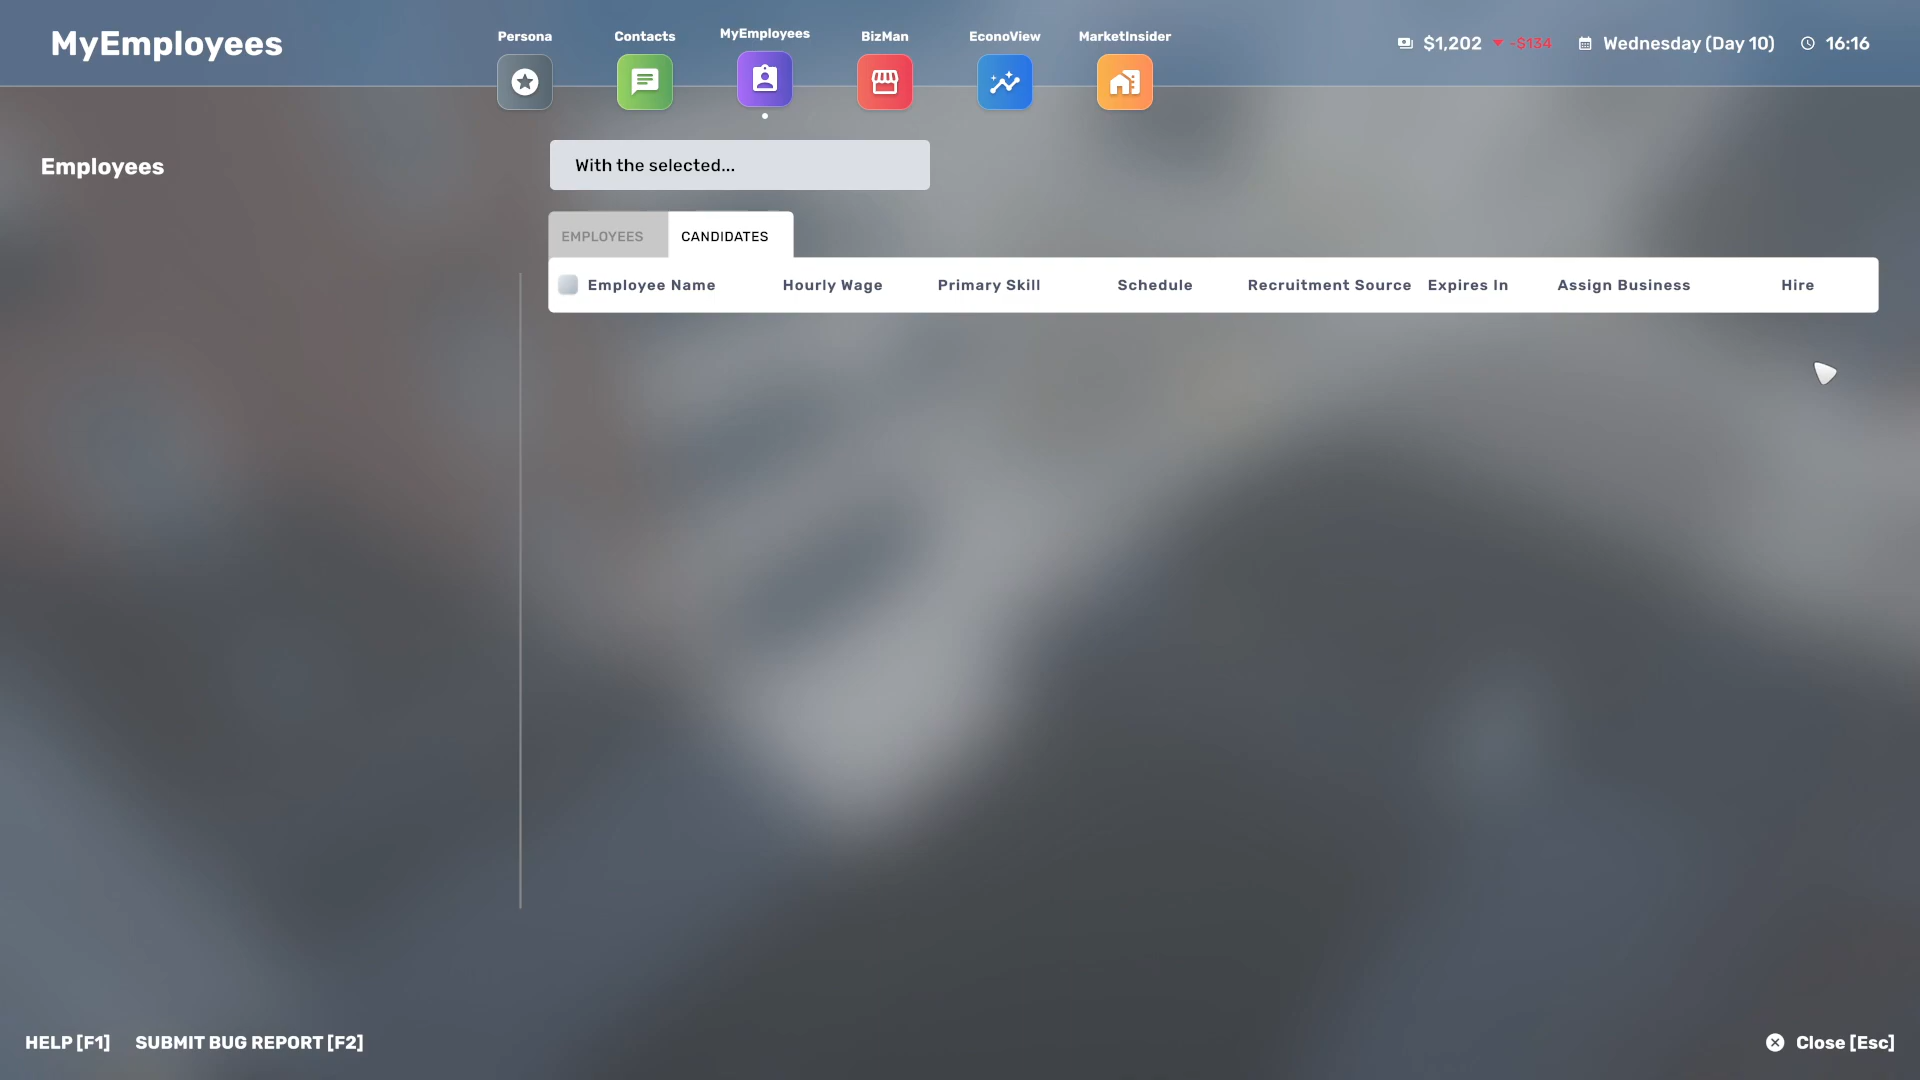 MyEmployees
Persona
Contacts
MyEmployees
BizMan
EconoView
MarketInsider
$1,202 -$134
Wednesday (Day 10)
16:16
Employees
With the selected...
EMPLOYEES
CANDIDATES
Employee Name
Hourly Wage
Primary Skill
Schedule
Recruitment Source
Expires In
Assign Business
Hire
HELP [F1]
SUBMIT BUG REPORT [F2]
Close [Esc]